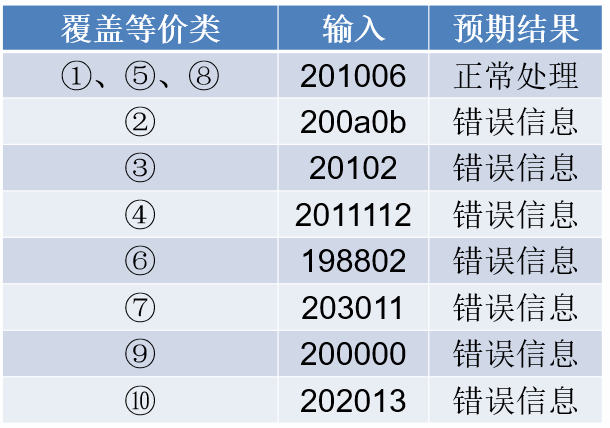 覆盖等价类 输入 预期结果
①、⑤、⑧ 201006 正常处理
② 200a0b 错误信息
③ 20102 错误信息
④ 2011112 错误信息
⑥ 198802 错误信息
⑦ 203011 错误信息
⑨ 200000 错误信息
⑩ 202013 错误信息